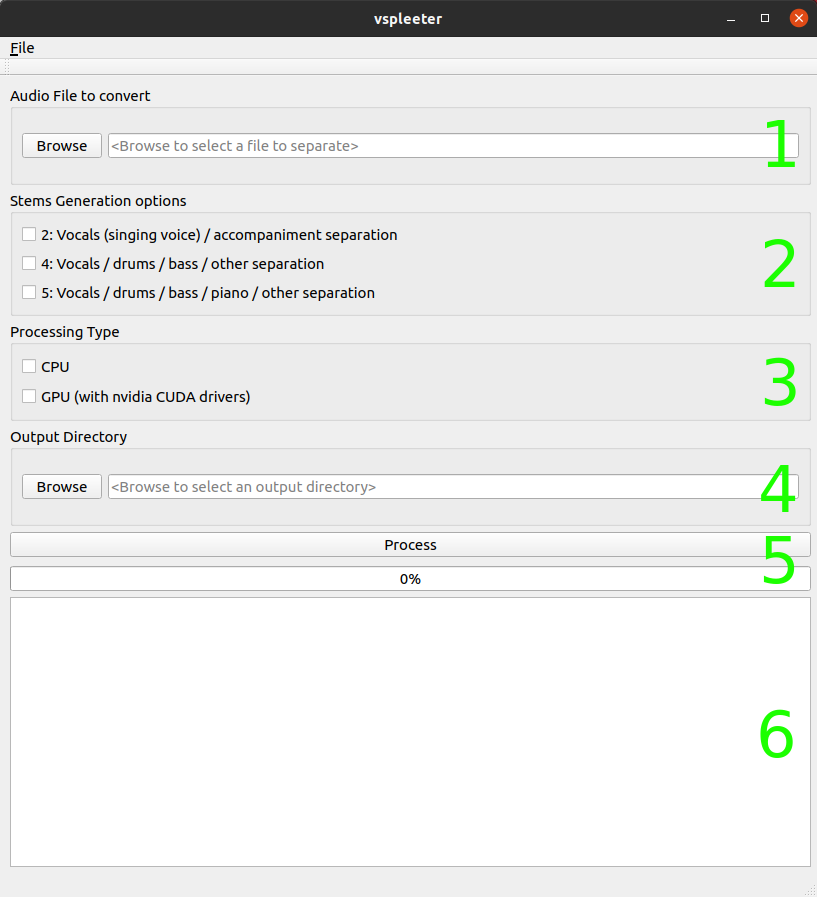 vspleeter
File
Audio File to convert
Browse <Browse to select a file to separate> 1
Stems Generation options
2: Vocals (singing voice) / accompaniment separation
4: Vocals / drums / bass / other separation 2
5: Vocals / drums / bass / piano / other separation
Processing Type
CPU
3
GPU (with nvidia CUDA drivers)
Output Directory
Browse <Browse to select an output directory> 4
Process
5
0%
6